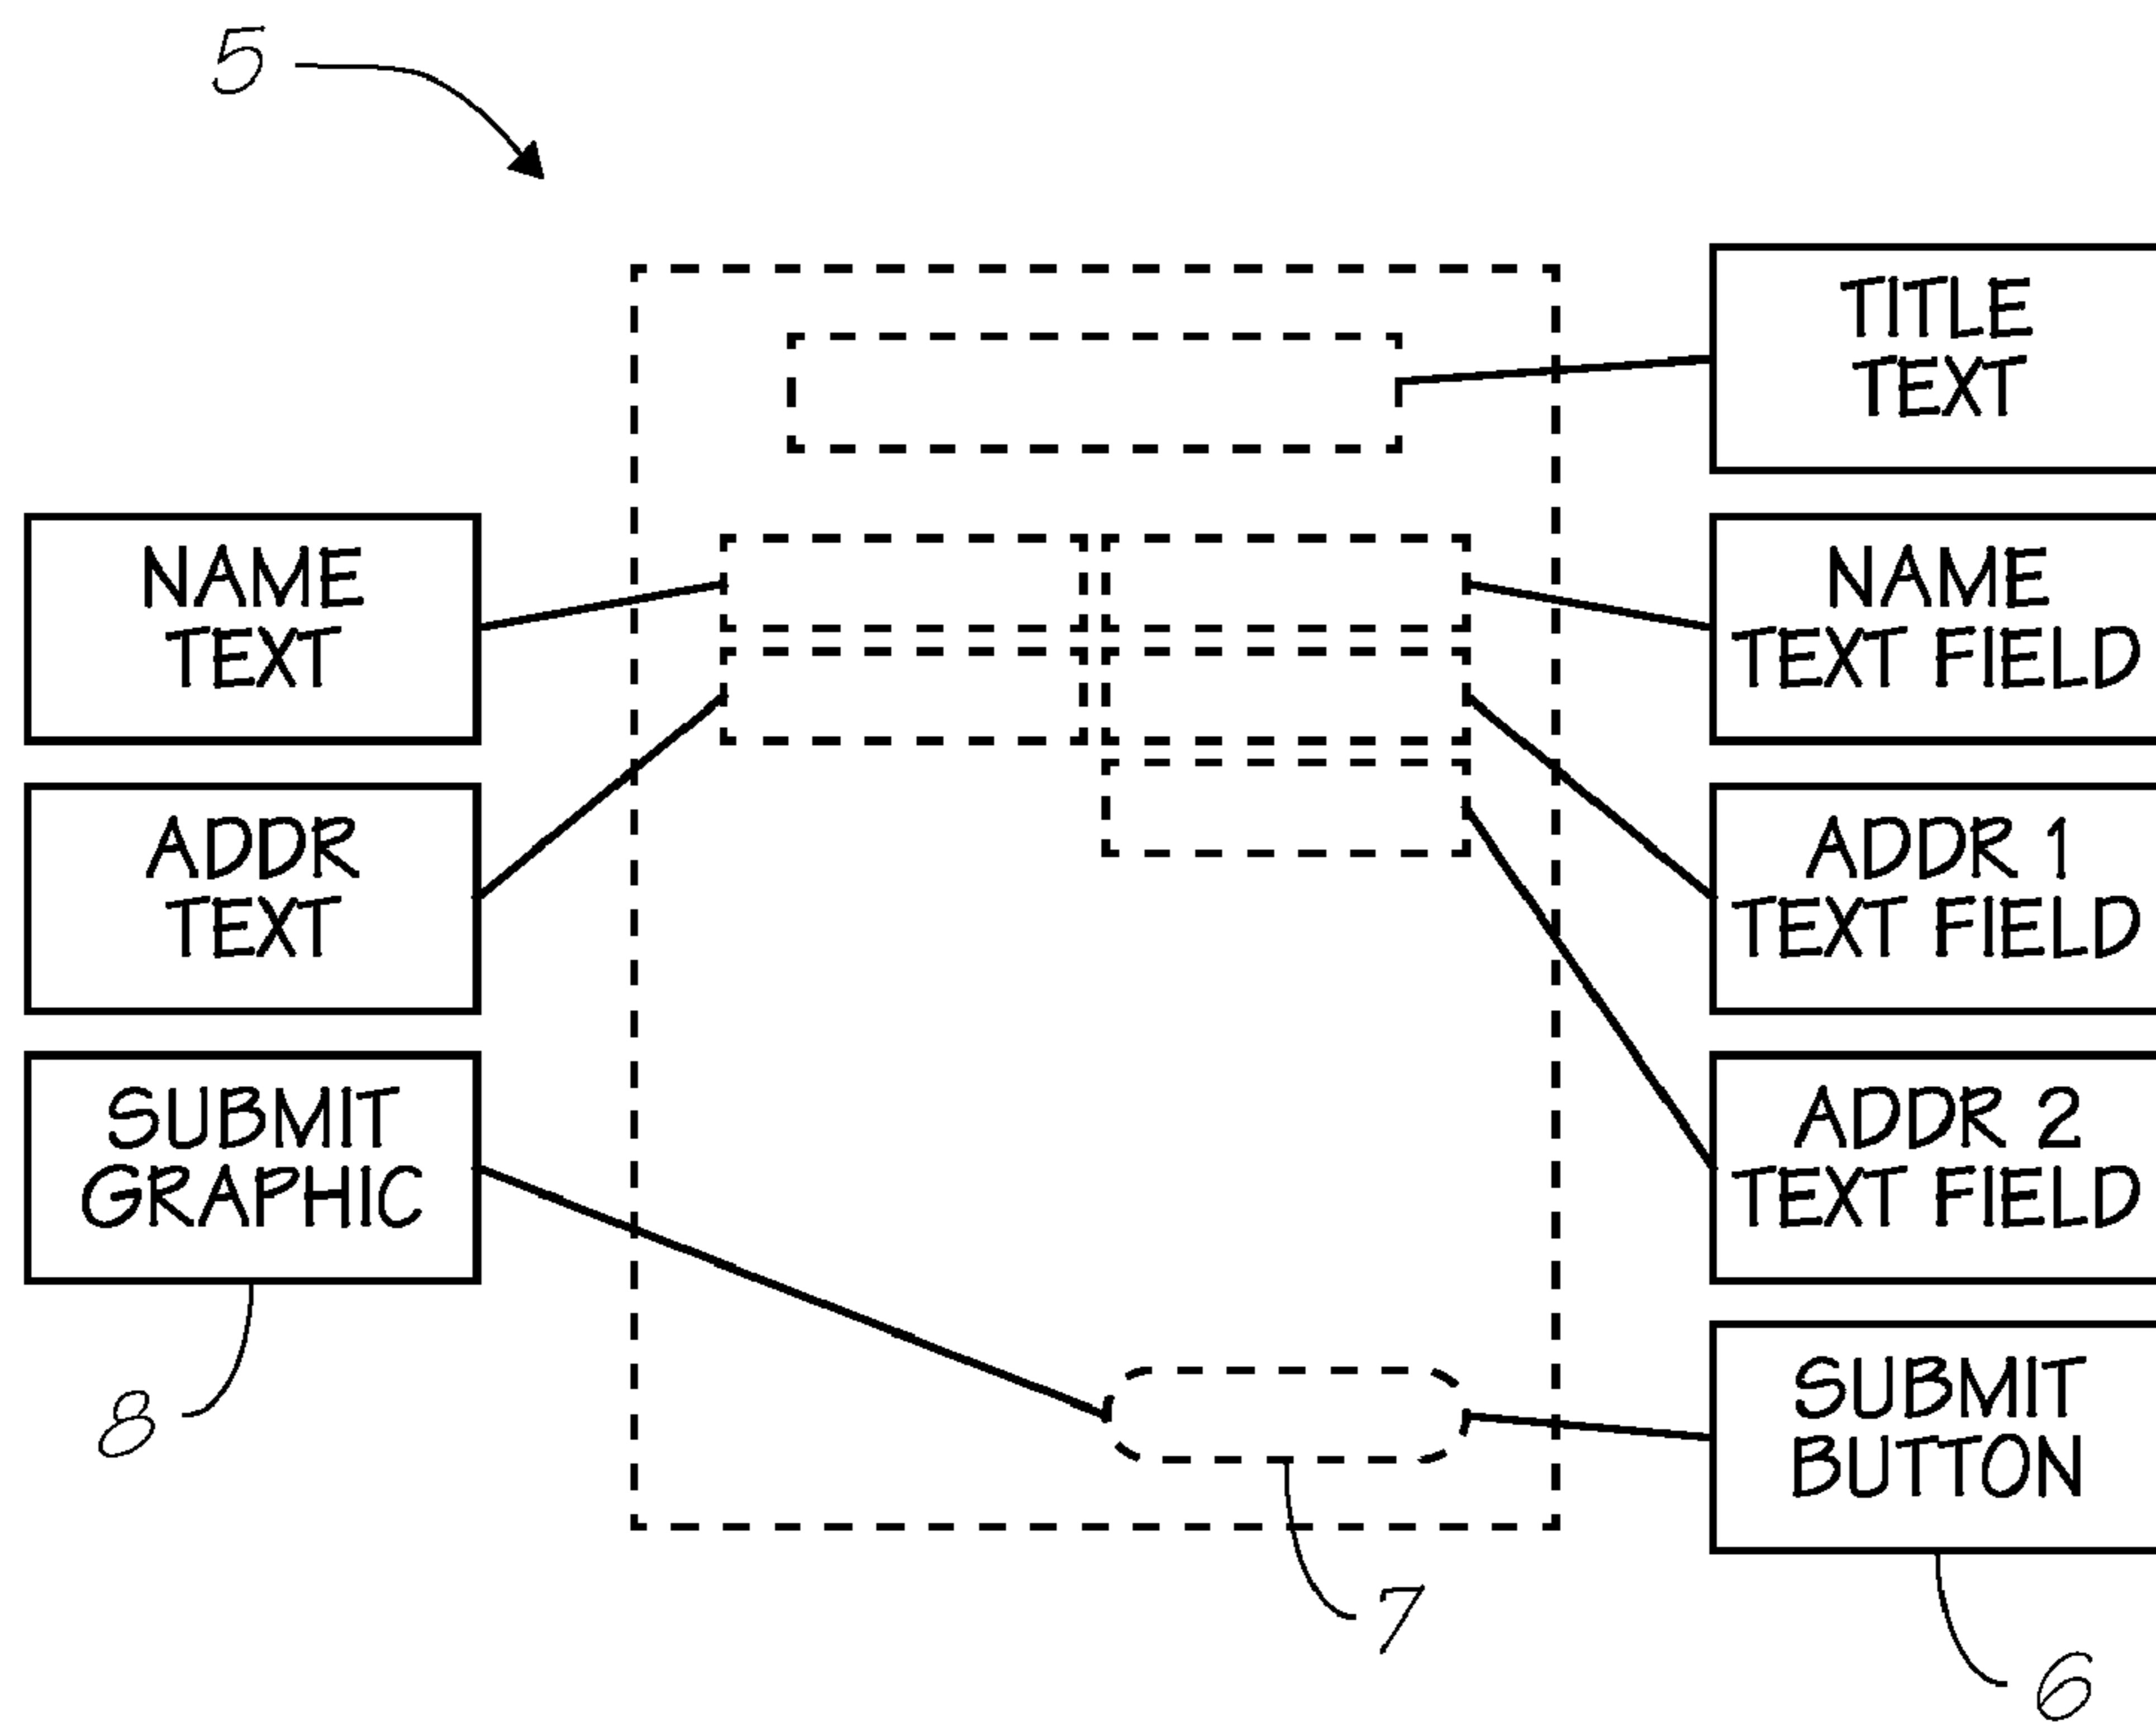 5
TITLE
TEXT
NAME
TEXT
NAME
TEXT FIELD
ADDR
TEXT
ADDR 1
TEXT FIELD
SUBMIT
GRAPHIC
ADDR 2
TEXT FIELD
SUBMIT
BUTTON
8
7
6